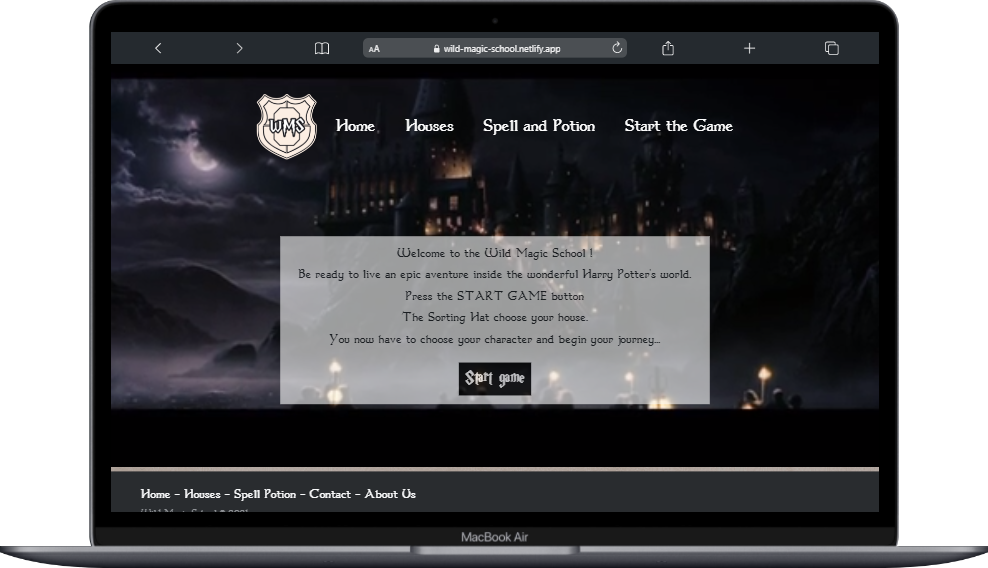 AA wild-magic-school.netlify.app
WMS Home Houses Spell and Potion Start the Game
Welcome to the Wild Magic School !
Be ready to live an epic aventure inside the wonderful Harry Potter's world.
Press the START GAME button
The Sorting Hat choose your house.
You now have to choose your character and begin your journey...
Start game
Home - Houses - Spell Potion - Contact - About Us
MacBook Air